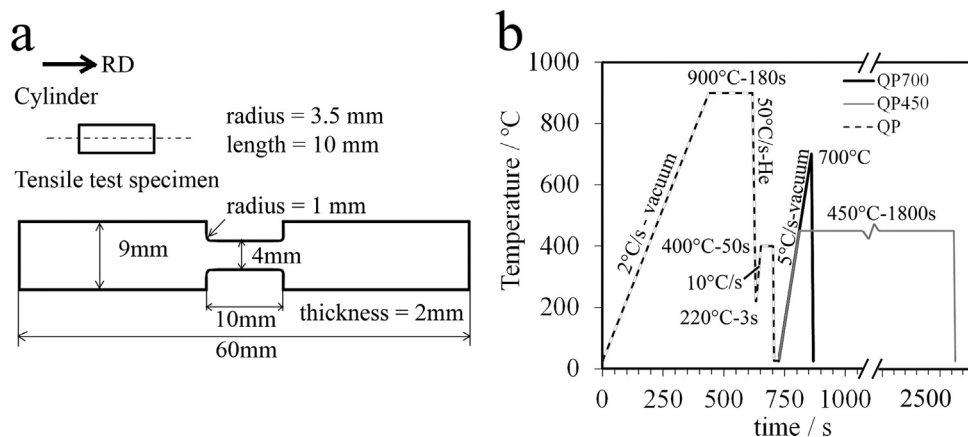 a
RD
Cylinder
radius = 3.5 mm
length = 10 mm
Tensile test specimen
radius = 1 mm
9mm
4mm
10mm
thickness = 2mm
60mm
b
1000
800
600
400
200
0
Temperature / °C
900°C-180s
QP700
QP450
QP
2°C/s - vacuum
50°C/s-He
700°C
5°C/s-vacuum
450°C-1800s
400°C-50s
10°C/s
220°C-3s
0 250 500 750 1000 2500
time / s